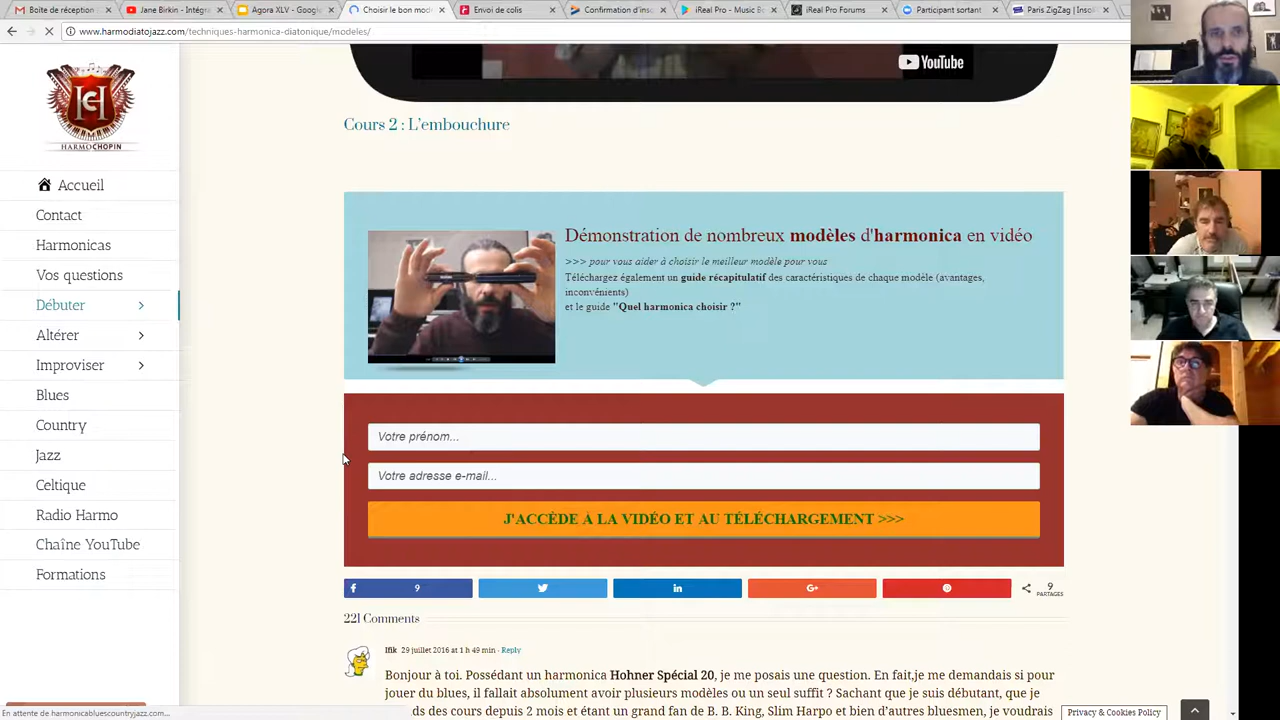 Boîte de réception
Jane Birkin - Intégra
Agora XLV - Google
Choisir le bon mod
Envoi de colis
Confirmation d'ins
iReal Pro - Music Bo
iReal Pro Forums
Participant sortant
Paris ZigZag | Inso
www.harmodiatojazz.com/techniques-harmonica-diatonique/modeles/
HARMOCHOPIN
Accueil
Contact
Harmonicas
Vos questions
Débuter
Altérer
Improviser
Blues
Country
Jazz
Celtique
Radio Harmo
Chaîne YouTube
Formations
YouTube
Cours 2 : L'embouchure
Démonstration de nombreux modèles d'harmonica en vidéo
>>> pour vous aider à choisir le meilleur modèle pour vous
Téléchargez également un guide récapitulatif des caractéristiques de chaque modèle (avantages,
inconvénients)
et le guide "Quel harmonica choisir ?"
Votre prénom...
Votre adresse e-mail...
J'ACCÈDE À LA VIDÉO ET AU TÉLÉCHARGEMENT >>>
9
G+
9
PARTAGES
221 Comments
Ifik 29 juillet 2016 at 1 h 49 min - Reply
Bonjour à toi. Possédant un harmonica Hohner Spécial 20, je me posais une question. En fait,je me demandais si pour
jouer du blues, il fallait absolument avoir plusieurs modèles ou un seul suffit ? Sachant que je suis débutant, que je
ds des cours depuis 2 mois et étant un grand fan de B. B. King, Slim Harpo et bien d'autres bluesmen, je voudrais
En attente de harmonicabluescountryjazz.com...
Privacy & Cookies Policy